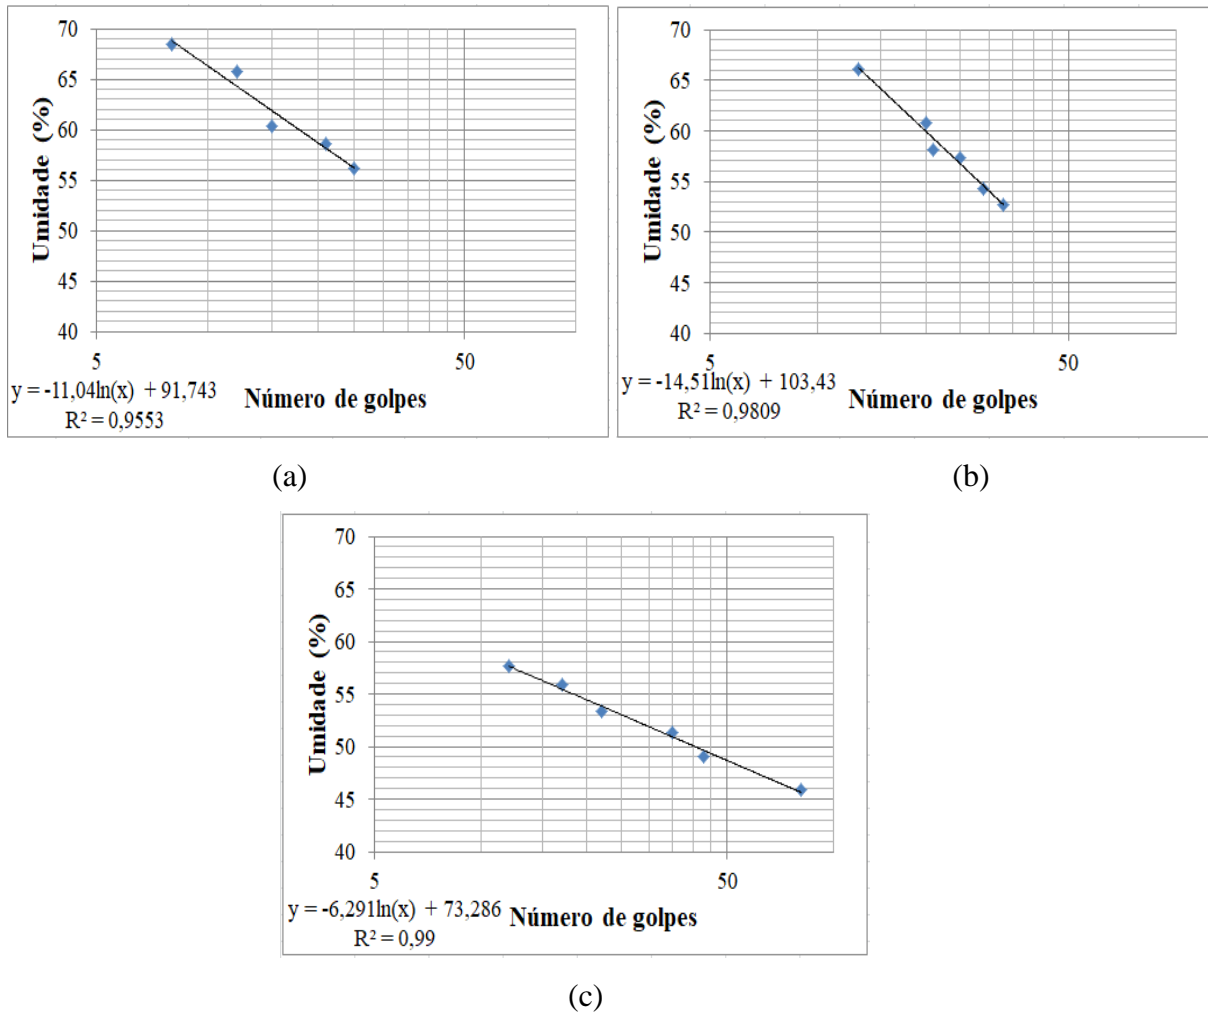 70
65
60
55
50
45
40
Umidade (%)
5
50
y = -11,04ln(x) + 91,743
R² = 0,9553
Número de golpes
(a)
70
65
60
55
50
45
40
Umidade (%)
5
50
y = -14,51ln(x) + 103,43
R² = 0,9809
Número de golpes
(b)
70
65
60
55
50
45
40
Umidade (%)
5
50
y = -6,291ln(x) + 73,286
R² = 0,99
Número de golpes
(c)